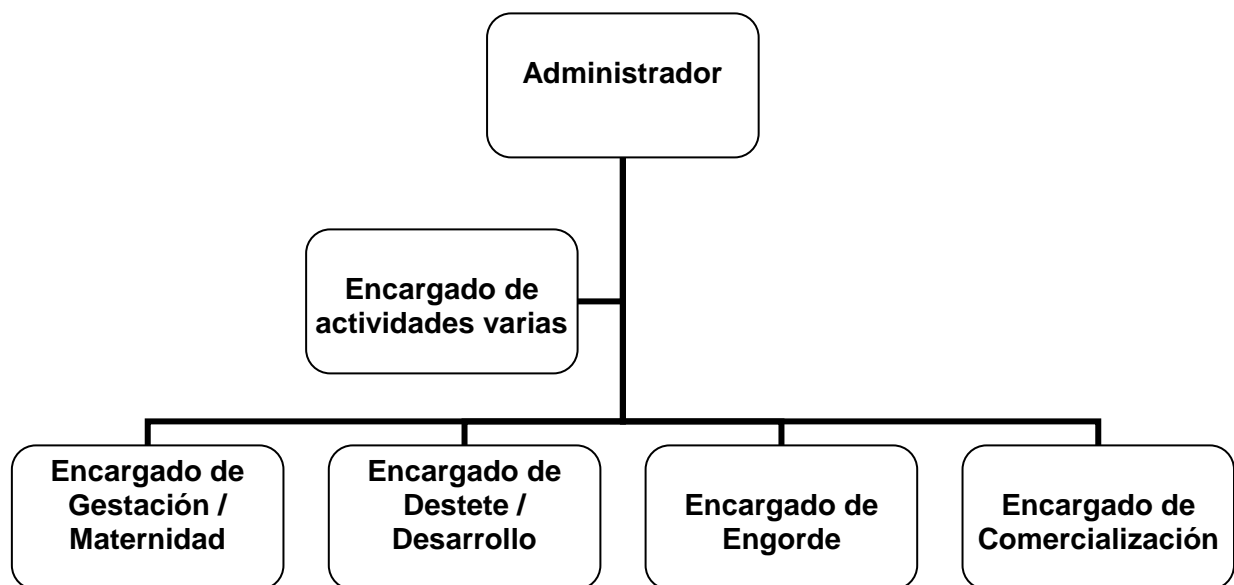 Administrador
Encargado de
actividades varias
Encargado de
Gestación /
Maternidad
Encargado de
Destete /
Desarrollo
Encargado de
Engorde
Encargado de
Comercialización